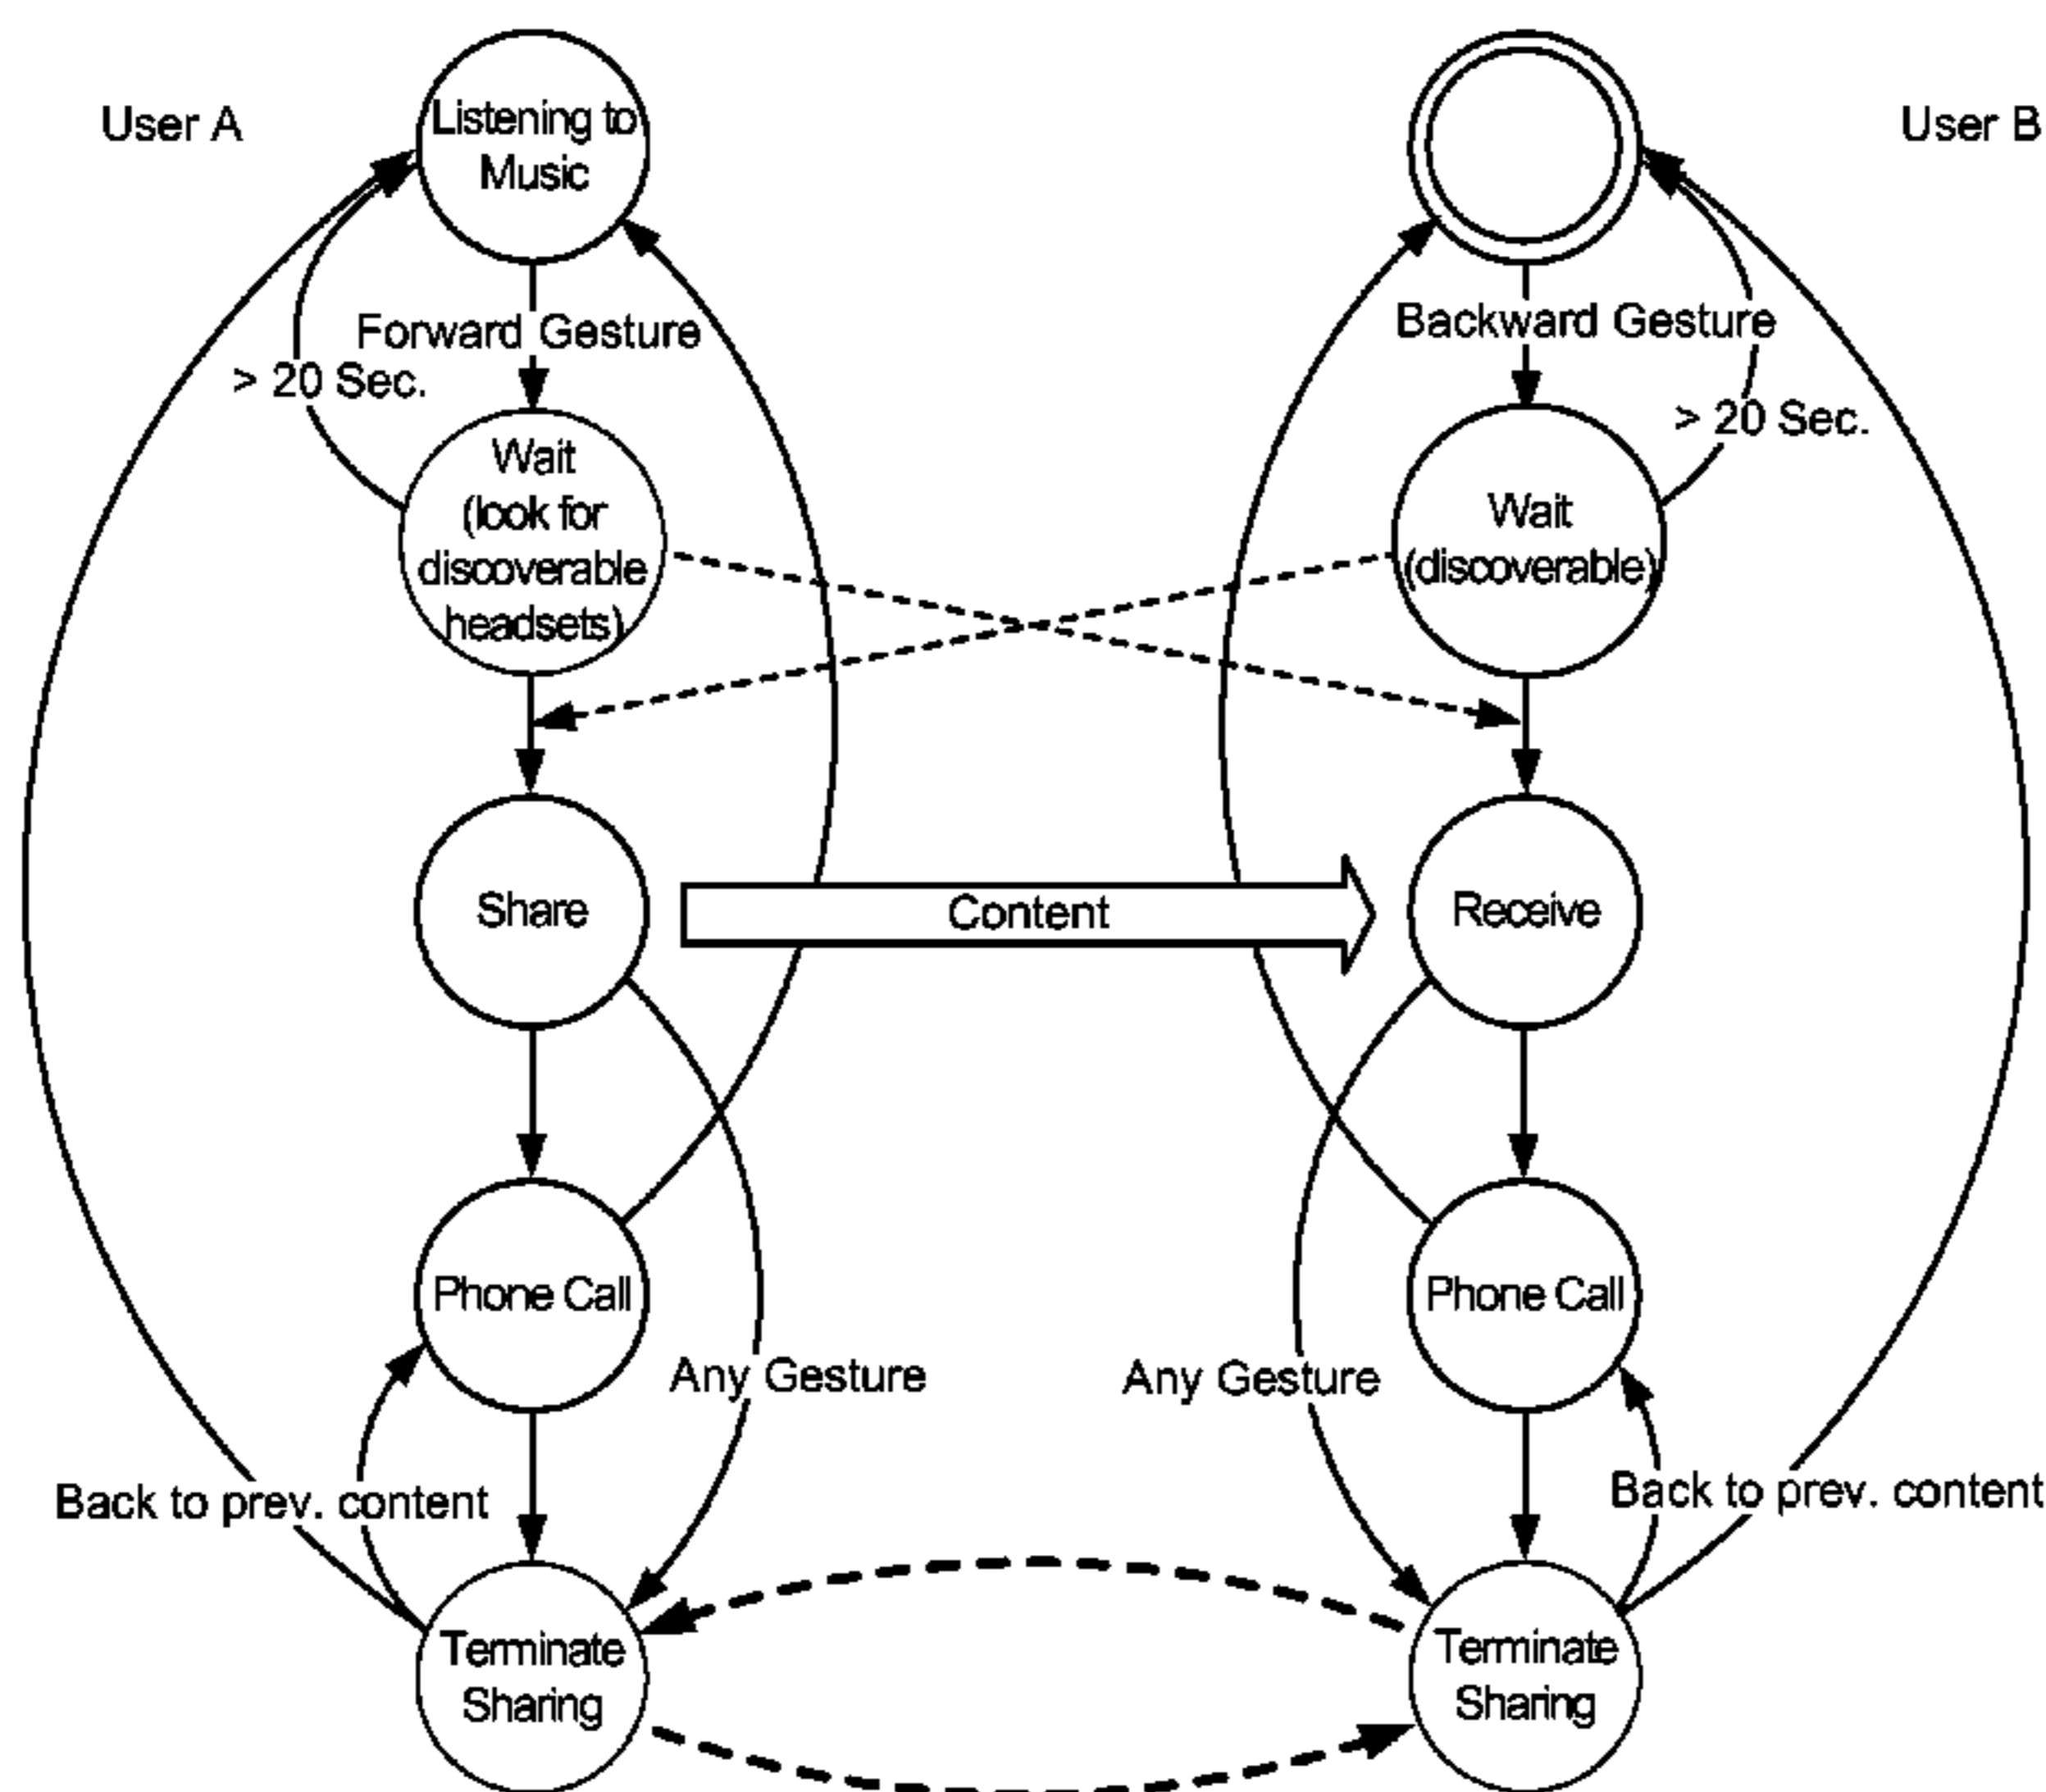 User A
Listening to
Music
User B
Forward Gesture
Backward Gesture
> 20 Sec.
> 20 Sec.
Wait
(look for
discoverable
headsets)
Wait
(discoverable)
Share
Content
Receive
Phone Call
Phone Call
Any Gesture
Any Gesture
Back to prev. content
Back to prev. content
Terminate
Sharing
Terminate
Sharing